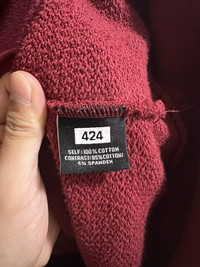 424
SELF: 100% COTTON
CONTRAST: 95% COTTON/
5% SPANDEX